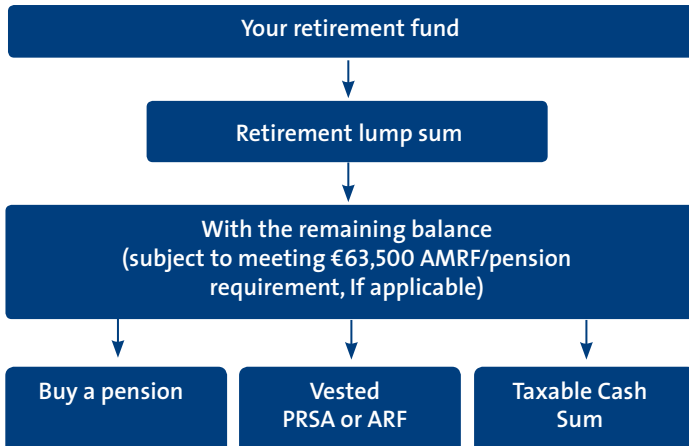 Your retirement fund
Retirement lump sum
With the remaining balance
(subject to meeting €63,500 AMRF/pension
requirement, If applicable)
Buy a pension
Vested
PRSA or ARF
Taxable Cash
Sum